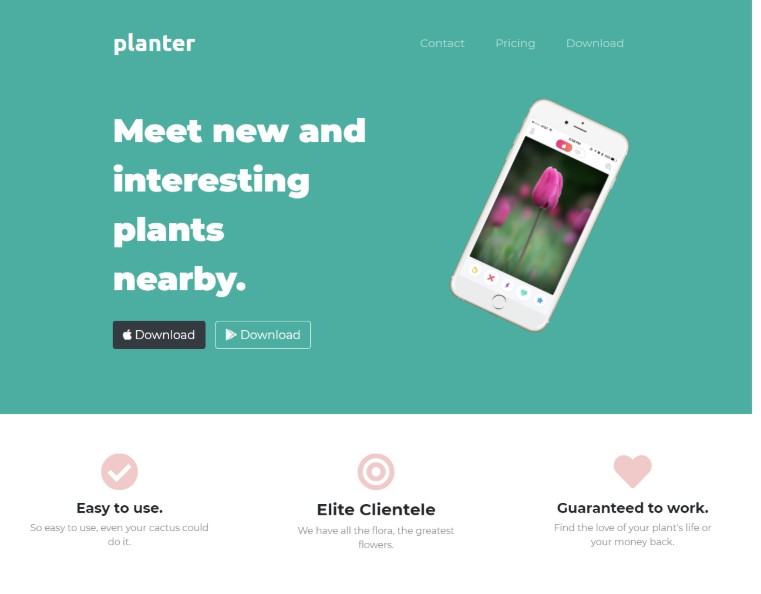 planter
Contact Pricing Download
Meet new and
interesting
plants
nearby.
Download Download
Easy to use.
So easy to use, even your cactus could
do it.
Elite Clientele
We have all the flora, the greatest
flowers.
Guaranteed to work.
Find the love of your plant's life or
your money back.